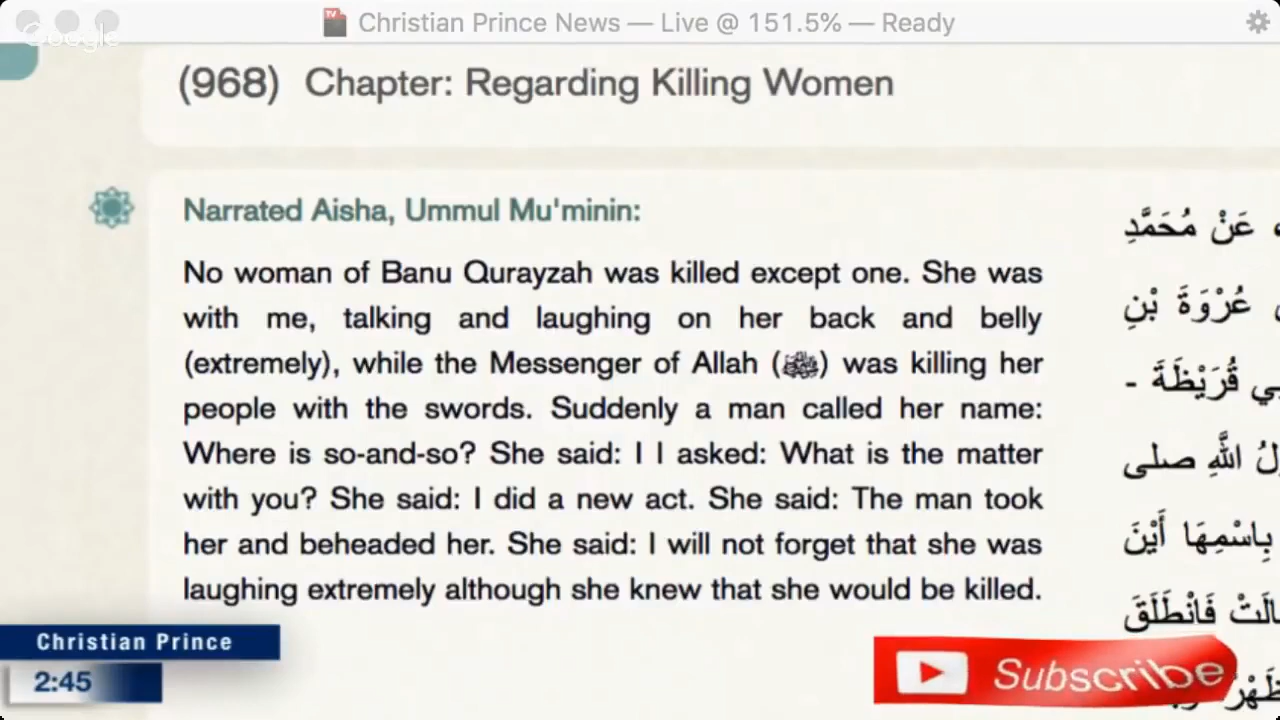 Christian Prince News — Live @ 151.5% — Ready
Google
(968) Chapter: Regarding Killing Women
Narrated Aisha, Ummul Mu'minin:
No woman of Banu Qurayzah was killed except one. She was
with me, talking and laughing on her back and belly
(extremely), while the Messenger of Allah (ﷺ) was killing her
people with the swords. Suddenly a man called her name:
Where is so-and-so? She said: I I asked: What is the matter
with you? She said: I did a new act. She said: The man took
her and beheaded her. She said: I will not forget that she was
laughing extremely although she knew that she would be killed.
عَنْ مُحَمَّدِ
عُرْوَةَ بْنِ
قُرَيْظَةَ -
اللَّهِ صلى
بِاسْمِهَا أَيْنَ
فَانْطَلَقَ
Christian Prince
2:45
Subscribe